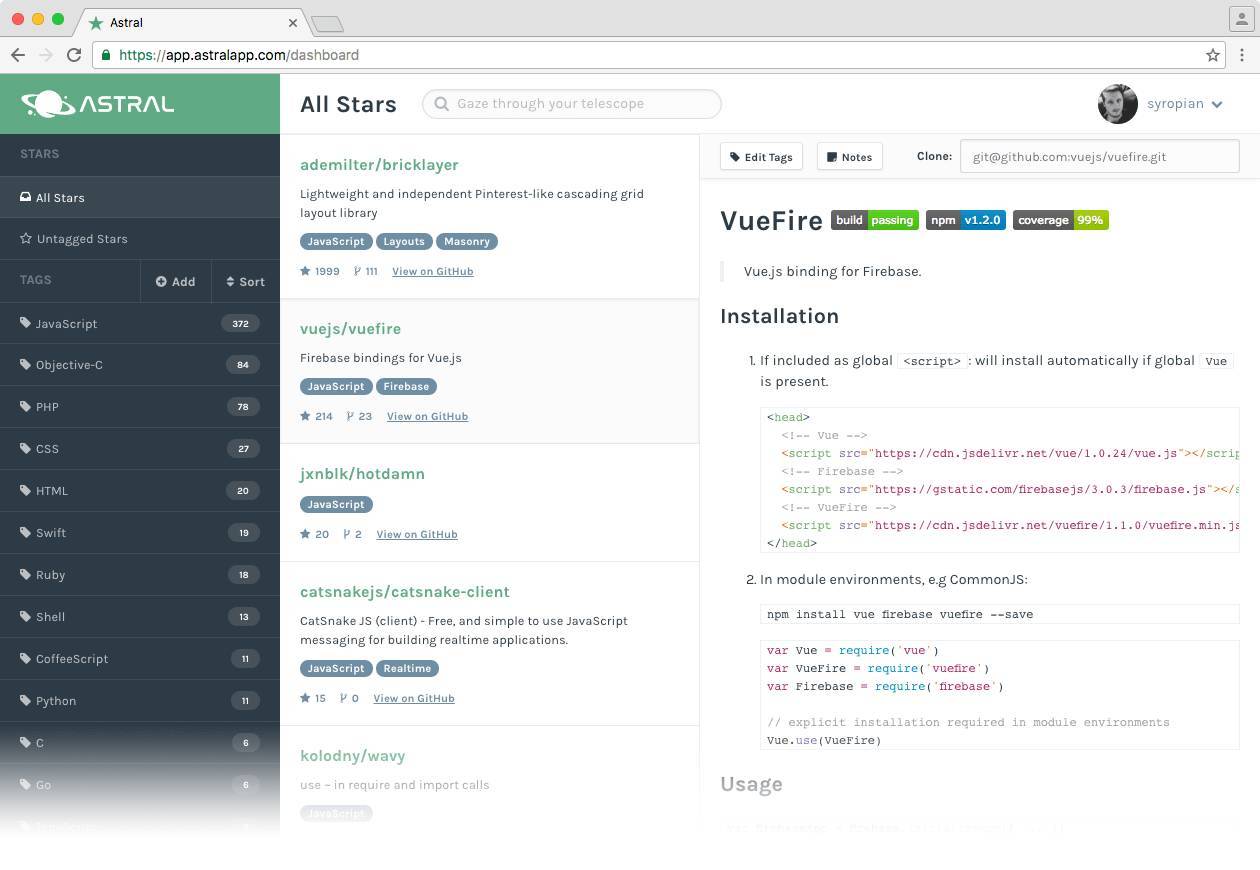 Astral
https://app.astralapp.com/dashboard
ASTRAL
All Stars
Gaze through your telescope
syropian
STARS
All Stars
Untagged Stars
TAGS
Add
Sort
JavaScript 372
Objective-C 84
PHP 78
CSS 27
HTML 20
Swift 19
Ruby 18
Shell 13
CoffeeScript 11
Python 11
C 6
Go 6
ademilter/bricklayer
Lightweight and independent Pinterest-like cascading grid
layout library
JavaScript Layouts Masonry
1999 111 View on GitHub
vuejs/vuefire
Firebase bindings for Vue.js
JavaScript Firebase
214 23 View on GitHub
jxnblk/hotdamn
JavaScript
20 2 View on GitHub
catsnakejs/catsnake-client
CatSnake JS (client) - Free, and simple to use JavaScript
messaging for building realtime applications.
JavaScript Realtime
15 0 View on GitHub
kolodny/wavy
use ~ in require and import calls
JavaScript
Edit Tags
Notes
Clone: git@github.com:vuejs/vuefire.git
VueFire build passing npm v1.2.0 coverage 99%
Vue.js binding for Firebase.
Installation
1. If included as global <script> : will install automatically if global Vue
is present.
<head>
<!-- Vue -->
<script src="https://cdn.jsdelivr.net/vue/1.0.24/vue.js"></scrip
<!-- Firebase -->
<script src="https://gstatic.com/firebasejs/3.0.3/firebase.js"></s
<!-- VueFire -->
<script src="https://cdn.jsdelivr.net/vuefire/1.1.0/vuefire.min.js
</head>
2. In module environments, e.g CommonJS:
npm install vue firebase vuefire --save
var Vue = require('vue')
var VueFire = require('vuefire')
var Firebase = require('firebase')
// explicit installation required in module environments
Vue.use(VueFire)
Usage